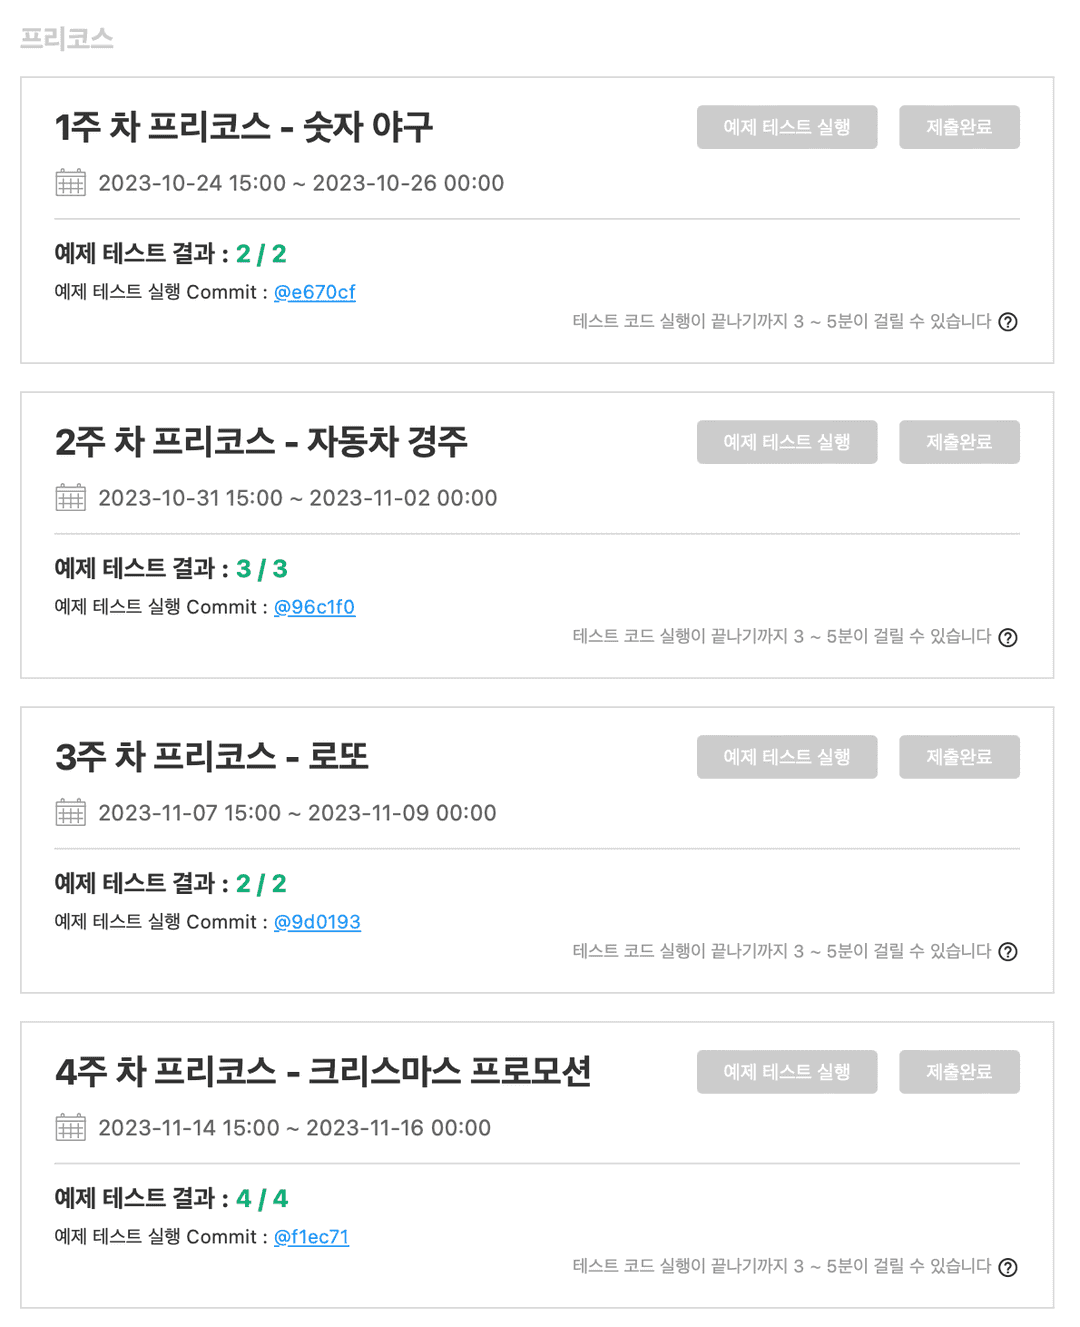 프리코스
1주 차 프리코스 - 숫자 야구
예제 테스트 실행
제출완료
2023-10-24 15:00 ~ 2023-10-26 00:00
예제 테스트 결과 : 2 / 2
예제 테스트 실행 Commit : @e670cf
테스트 코드 실행이 끝나기까지 3 ~ 5분이 걸릴 수 있습니다 ?
2주 차 프리코스 - 자동차 경주
예제 테스트 실행
제출완료
2023-10-31 15:00 ~ 2023-11-02 00:00
예제 테스트 결과 : 3 / 3
예제 테스트 실행 Commit : @96c1f0
테스트 코드 실행이 끝나기까지 3 ~ 5분이 걸릴 수 있습니다 ?
3주 차 프리코스 - 로또
예제 테스트 실행
제출완료
2023-11-07 15:00 ~ 2023-11-09 00:00
예제 테스트 결과 : 2 / 2
예제 테스트 실행 Commit : @9d0193
테스트 코드 실행이 끝나기까지 3 ~ 5분이 걸릴 수 있습니다 ?
4주 차 프리코스 - 크리스마스 프로모션
예제 테스트 실행
제출완료
2023-11-14 15:00 ~ 2023-11-16 00:00
예제 테스트 결과 : 4 / 4
예제 테스트 실행 Commit : @f1ec71
테스트 코드 실행이 끝나기까지 3 ~ 5분이 걸릴 수 있습니다 ?